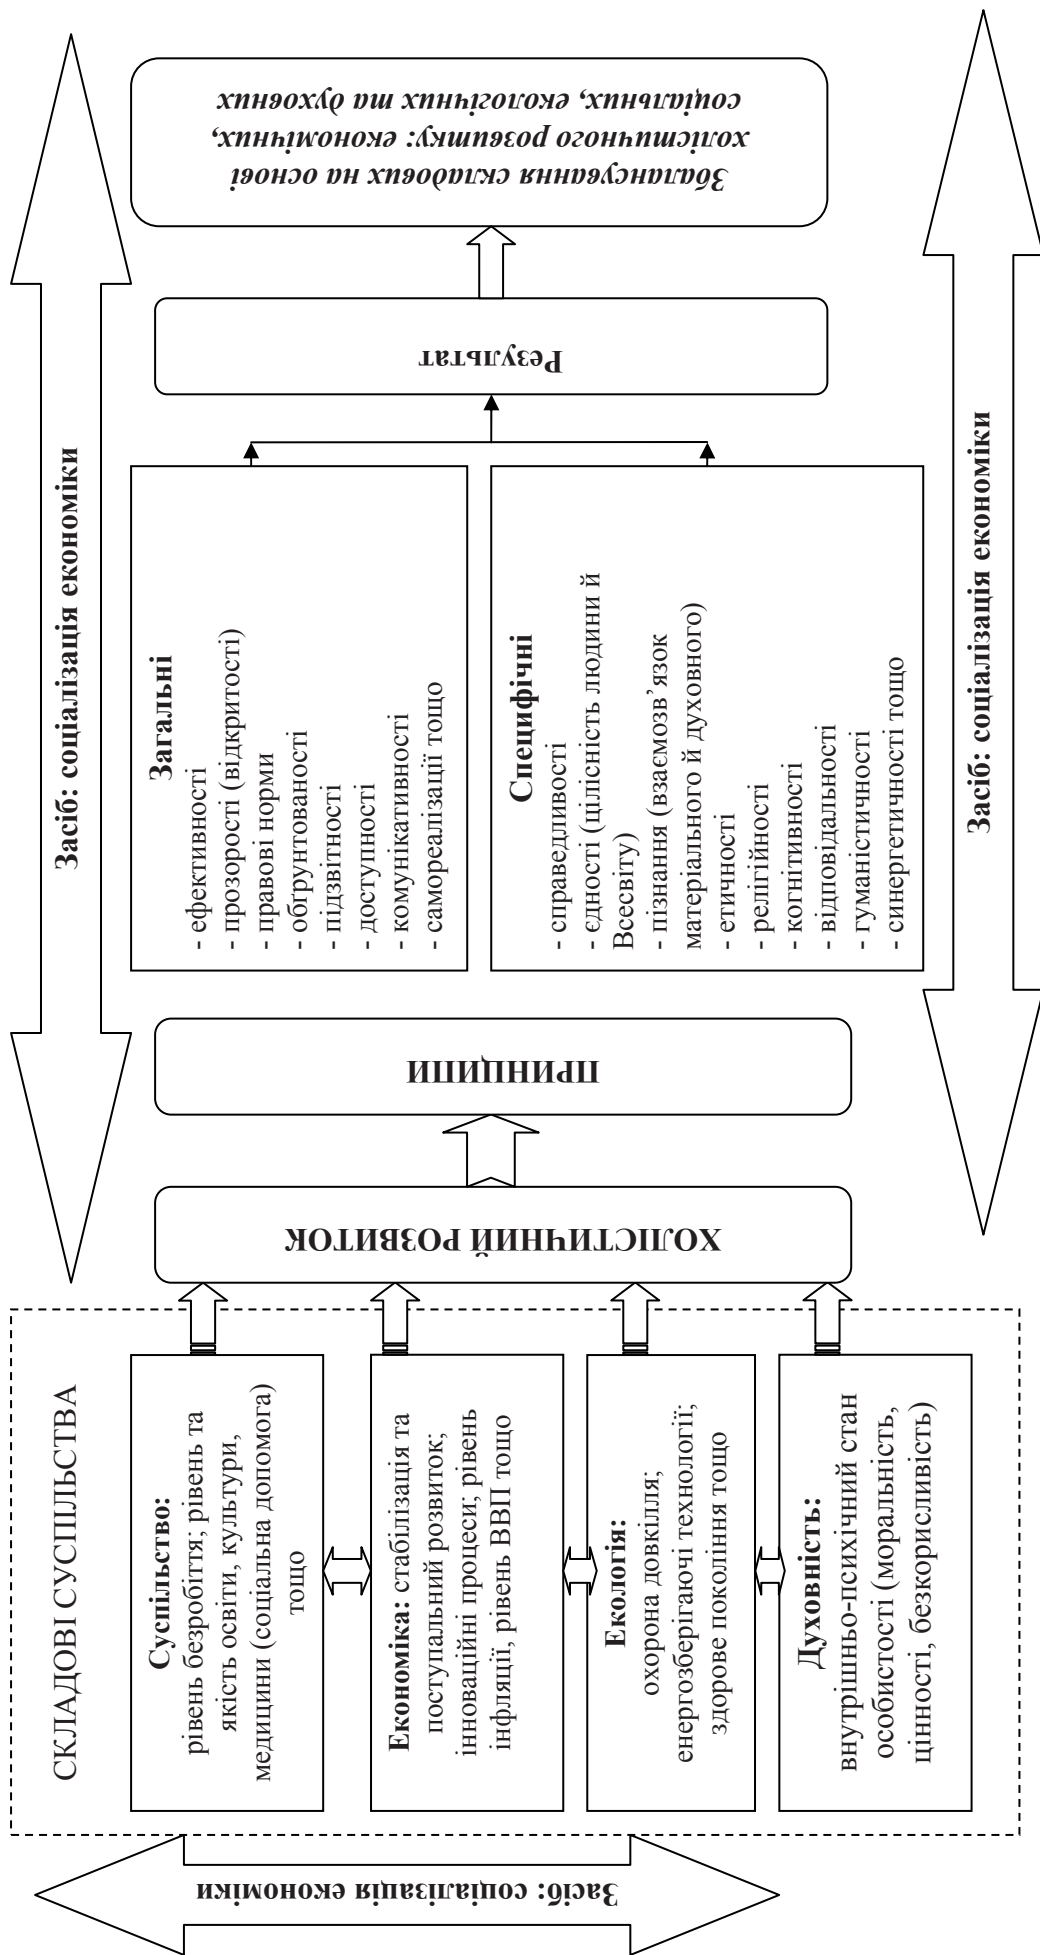 Засіб: соціалізація економіки
СКЛАДОВІ СУСПІЛЬСТВА
Суспільство:
рівень безробіття; рівень та
якість освіти, культури,
медицини (соціальна допомога)
тощо
Економіка: стабілізація та
поступальний розвиток;
інноваційні процеси; рівень
інфляції, рівень ВВП тощо
Екологія:
охорона довкілля;
енергозберігаючі технології;
здорове покоління тощо
Духовність:
внутрішньо-психічний стан
особистості (моральність,
цінності, безкорисливість)
ХОЛІСТИЧНИЙ РОЗВИТОК
ПРИНЦИПИ
Засіб: соціалізація економіки
Загальні
- ефективності
- прозорості (відкритості)
- правові норми
- обґрунтованості
- підзвітності
- доступності
- комунікативності
- самореалізації тощо
Специфічні
- справедливості
- єдності (цілісність людини й
Всесвіту)
- пізнання (взаємозв’язок
матеріального й духовного)
- етичності
- релігійності
- когнітивності
- відповідальності
- гуманістичності
- синергетичності тощо
Засіб: соціалізація економіки
Результат
Збалансування складових на основі
холістичного розвитку: економічних,
соціальних, екологічних та духовних